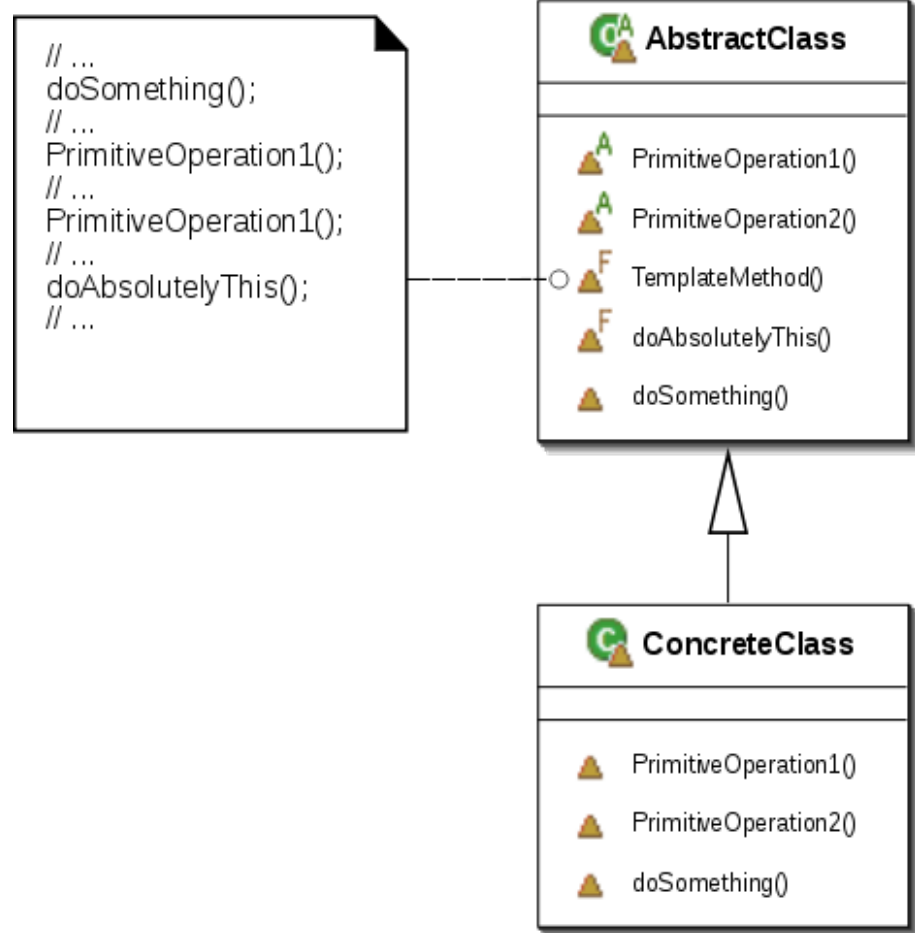 // ...
doSomething();
// ...
PrimitiveOperation1();
// ...
PrimitiveOperation1();
// ...
doAbsolutelyThis();
// ...
C A AbstractClass
A PrimitiveOperation1()
A PrimitiveOperation2()
F TemplateMethod()
F doAbsolutelyThis()
doSomething()
C ConcreteClass
PrimitiveOperation1()
PrimitiveOperation2()
doSomething()